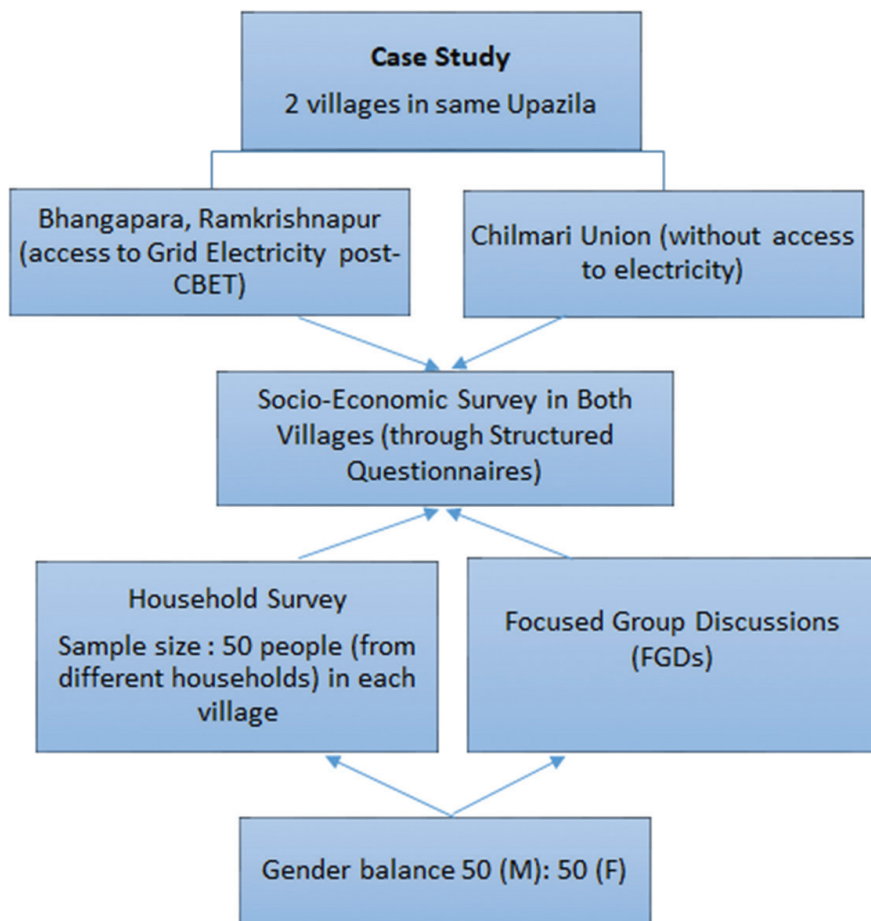 Case Study
2 villages in same Upazila
Bhangapara, Ramkrishnapur
(access to Grid Electricity post-
CBET)
Chilmari Union (without access
to electricity)
Socio-Economic Survey in Both
Villages (through Structured
Questionnaires)
Household Survey
Sample size : 50 people (from
different households) in each
village
Focused Group Discussions
(FGDs)
Gender balance 50 (M): 50 (F)